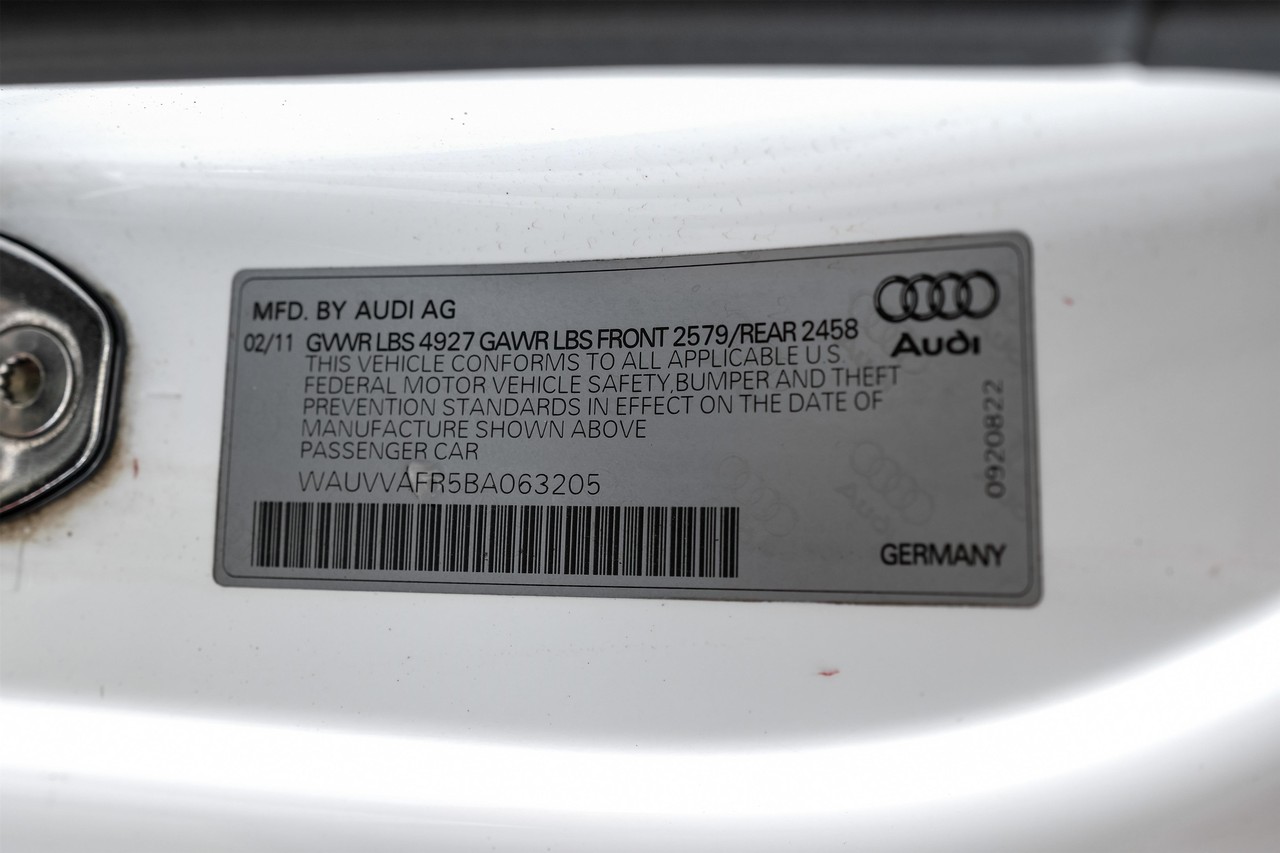 MFD. BY AUDI AG
02/11 GVWR LBS 4927 GAWR LBS FRONT 2579/REAR 2458
THIS VEHICLE CONFORMS TO ALL APPLICABLE U.S.
FEDERAL MOTOR VEHICLE SAFETY, BUMPER AND THEFT
PREVENTION STANDARDS IN EFFECT ON THE DATE OF
MANUFACTURE SHOWN ABOVE
PASSENGER CAR
WAUVVAFR5BA063205
Audi
0920822
GERMANY
Audi